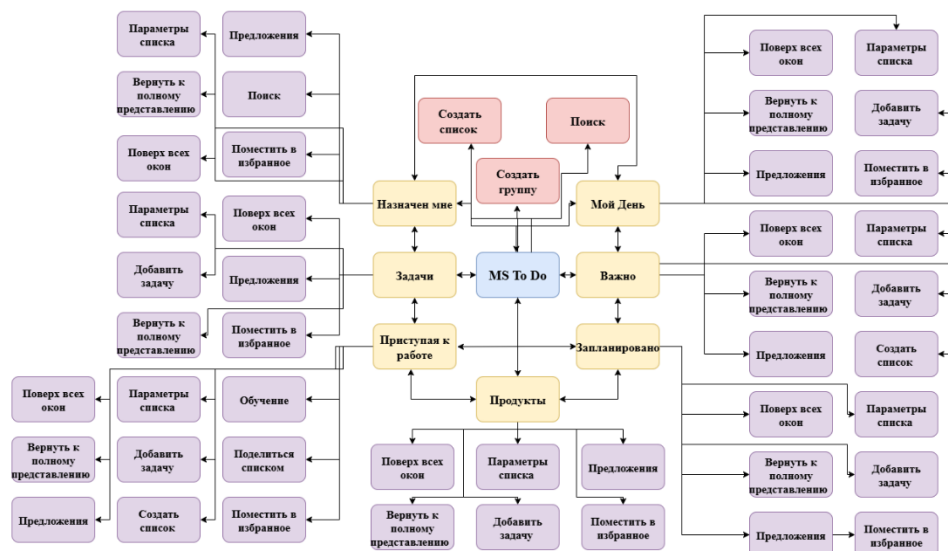 Параметры
списка
Предложения
Поверх всех
окон
Параметры
списка
Вернуть к
полному
представлению
Поиск
Создать
список
Поиск
Вернуть к
полному
представлению
Добавить
задачу
Поверх всех
окон
Поместить в
избранное
Создать
группу
Предложения
Поместить в
избранное
Назначен мне
Мой День
Параметры
списка
Поверх всех
окон
Поверх всех
окон
Параметры
списка
Добавить
задачу
Предложения
Задачи
MS To Do
Важно
Вернуть к
полному
представлению
Добавить
задачу
Вернуть к
полному
представлению
Поместить в
избранное
Приступая к
работе
Запланировано
Предложения
Создать
список
Поверх всех
окон
Параметры
списка
Обучение
Продукты
Поверх всех
окон
Параметры
списка
Вернуть к
полному
представлению
Добавить
задачу
Поделиться
списком
Поверх всех
окон
Параметры
списка
Предложения
Вернуть к
полному
представлению
Добавить
задачу
Предложения
Создать
список
Поместить в
избранное
Вернуть к
полному
представлению
Добавить
задачу
Поместить в
избранное
Предложения
Поместить в
избранное